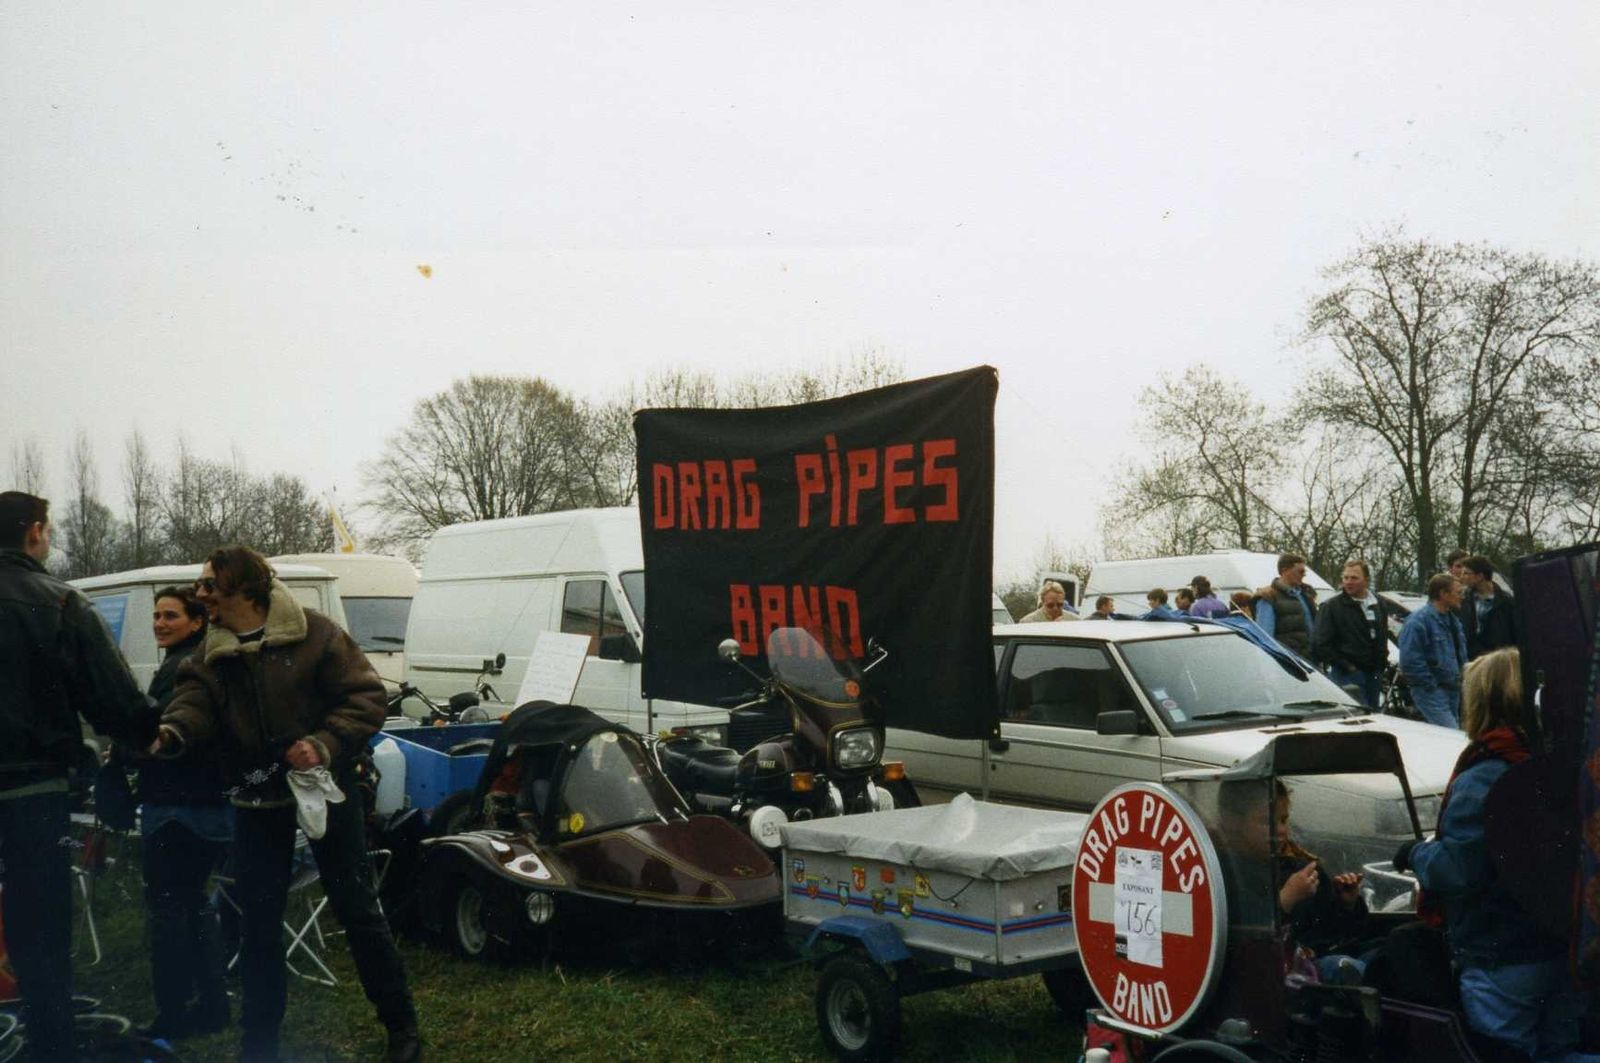 DRAG PIPES
BAND
DRAG PIPES
EXPOSANT
N°156
BAND